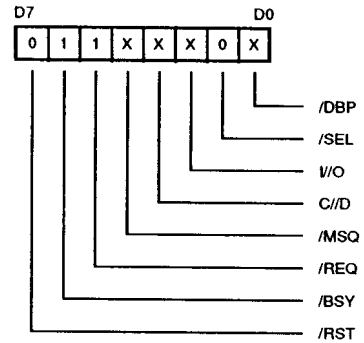 D7 D0
0 1 1 X X X 0 X
/DBP
/SEL
I//O
C//D
/MSQ
/REQ
/BSY
/RST